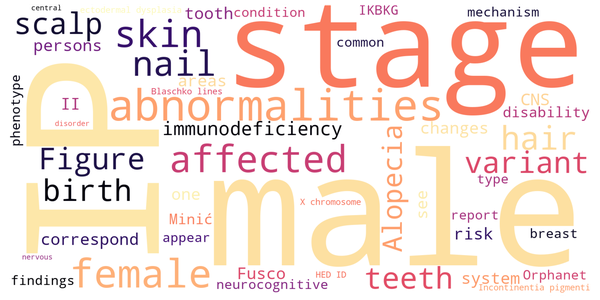 central
ectodermal dysplasia
tooth
condition
IKBKG
mechanism
scalp
skin
stage
persons
common
nail
areas
Blaschko lines
CNS
disability
phenotype
II
disorder
abnormalities
IP
immunodeficiency
changes
hair
Figure
affected
Alopecia
variant
birth
male
one
see
type
X chromosome
Minić
report
correspond
appear
risk
breast
nervous
findings
female
Fusco
HED ID
neurocognitive
teeth
system
Orphanet
Incontinentia pigmenti